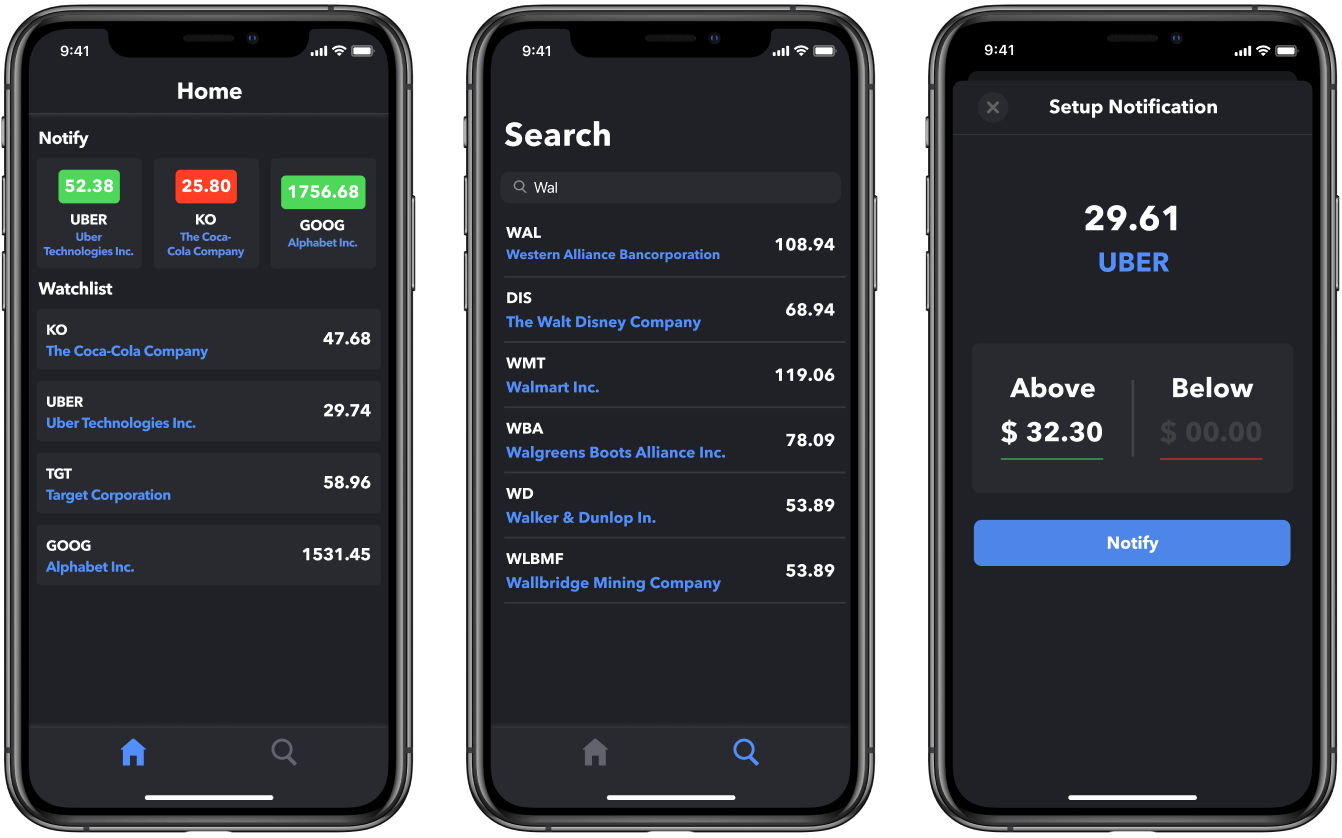 9:41
Home
Notify
52.38
UBER
Uber
Technologies Inc.
25.80
KO
The Coca-
Cola Company
1756.68
GOOG
Alphabet Inc.
Watchlist
KO
The Coca-Cola Company
47.68
UBER
Uber Technologies Inc.
29.74
TGT
Target Corporation
58.96
GOOG
Alphabet Inc.
1531.45
9:41
Search
Wal
WAL
Western Alliance Bancorporation
108.94
DIS
The Walt Disney Company
68.94
WMT
Walmart Inc.
119.06
WBA
Walgreens Boots Alliance Inc.
78.09
WD
Walker & Dunlop In.
53.89
WLBMF
Wallbridge Mining Company
53.89
9:41
Setup Notification
29.61
UBER
Above
$ 32.30
Below
$ 00.00
Notify